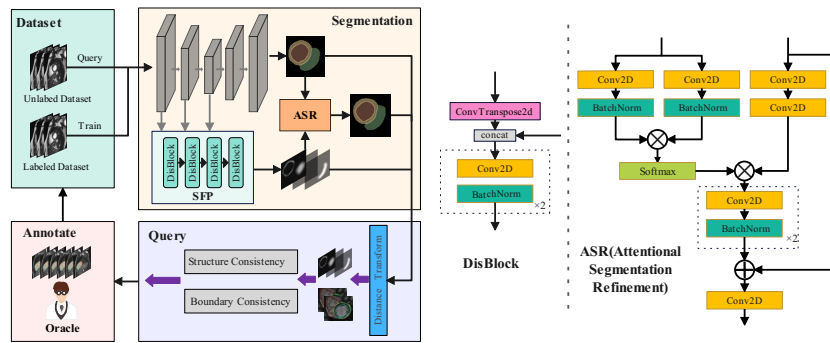 Dataset
Query
Unlabed Dataset
Train
Labeled Dataset
Segmentation
ASR
DisBlock
DisBlock
DisBlock
DisBlock
SFP
Annotate
Oracle
Query
Structure Consistency
Boundary Consistency
Distance Transform
ConvTranspose2d
concat
Conv2D
BatchNorm
×2
DisBlock
Conv2D
Conv2D
Conv2D
BatchNorm
BatchNorm
Conv2D
Softmax
Conv2D
BatchNorm
×2
ASR(Attentional
Segmentation
Refinement)
Conv2D